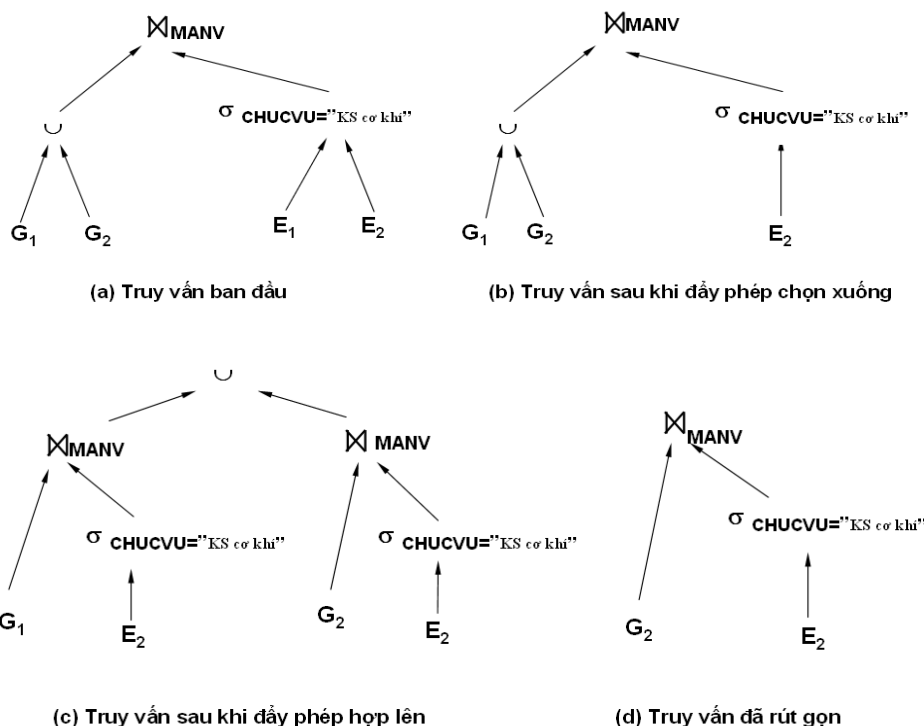 ⋈MANV
⋈MANV
∪
σ CHUCVU="KS cơ khí"
∪
σ CHUCVU="KS cơ khí"
G1 G2 E1 E2
G1 G2 E2
(a) Truy vấn ban đầu
(b) Truy vấn sau khi đẩy phép chọn xuống
∪
⋈MANV
⋈ MANV
⋈MANV
σ CHUCVU="KS cơ khí"
σ CHUCVU="KS cơ khí"
σ CHUCVU="KS cơ khí"
G1 E2
G2 E2
G2 E2
(c) Truy vấn sau khi đẩy phép hợp lên
(d) Truy vấn đã rút gọn